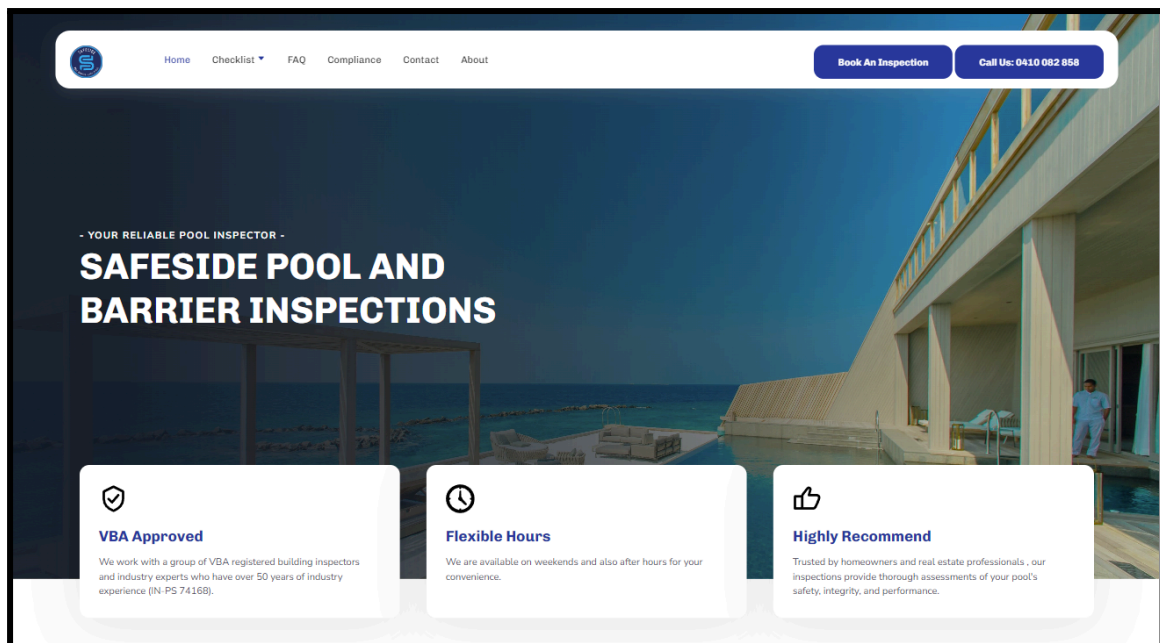 SAFESIDE
Home
Checklist
FAQ
Compliance
Contact
About
Book An Inspection
Call Us: 0410 082 858
- YOUR RELIABLE POOL INSPECTOR -
SAFESIDE POOL AND
BARRIER INSPECTIONS
VBA Approved
We work with a group of VBA registered building inspectors
and industry experts who have over 50 years of industry
experience (IN-PS 74168).
Flexible Hours
We are available on weekends and also after hours for your
convenience.
Highly Recommend
Trusted by homeowners and real estate professionals , our
inspections provide thorough assessments of your pool's
safety, integrity, and performance.